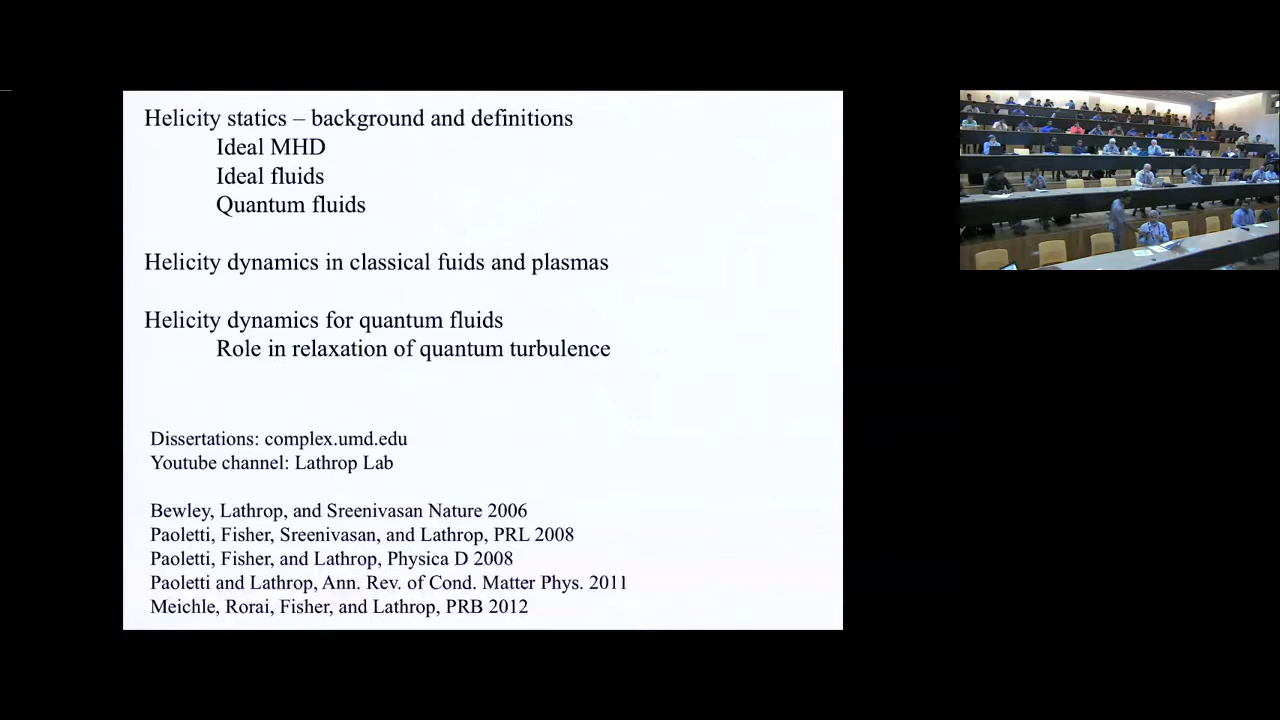 Helicity statics – background and definitions
Ideal MHD
Ideal fluids
Quantum fluids
Helicity dynamics in classical fuids and plasmas
Helicity dynamics for quantum fluids
Role in relaxation of quantum turbulence
Dissertations: complex.umd.edu
Youtube channel: Lathrop Lab
Bewley, Lathrop, and Sreenivasan Nature 2006
Paoletti, Fisher, Sreenivasan, and Lathrop, PRL 2008
Paoletti, Fisher, and Lathrop, Physica D 2008
Paoletti and Lathrop, Ann. Rev. of Cond. Matter Phys. 2011
Meichle, Rorai, Fisher, and Lathrop, PRB 2012